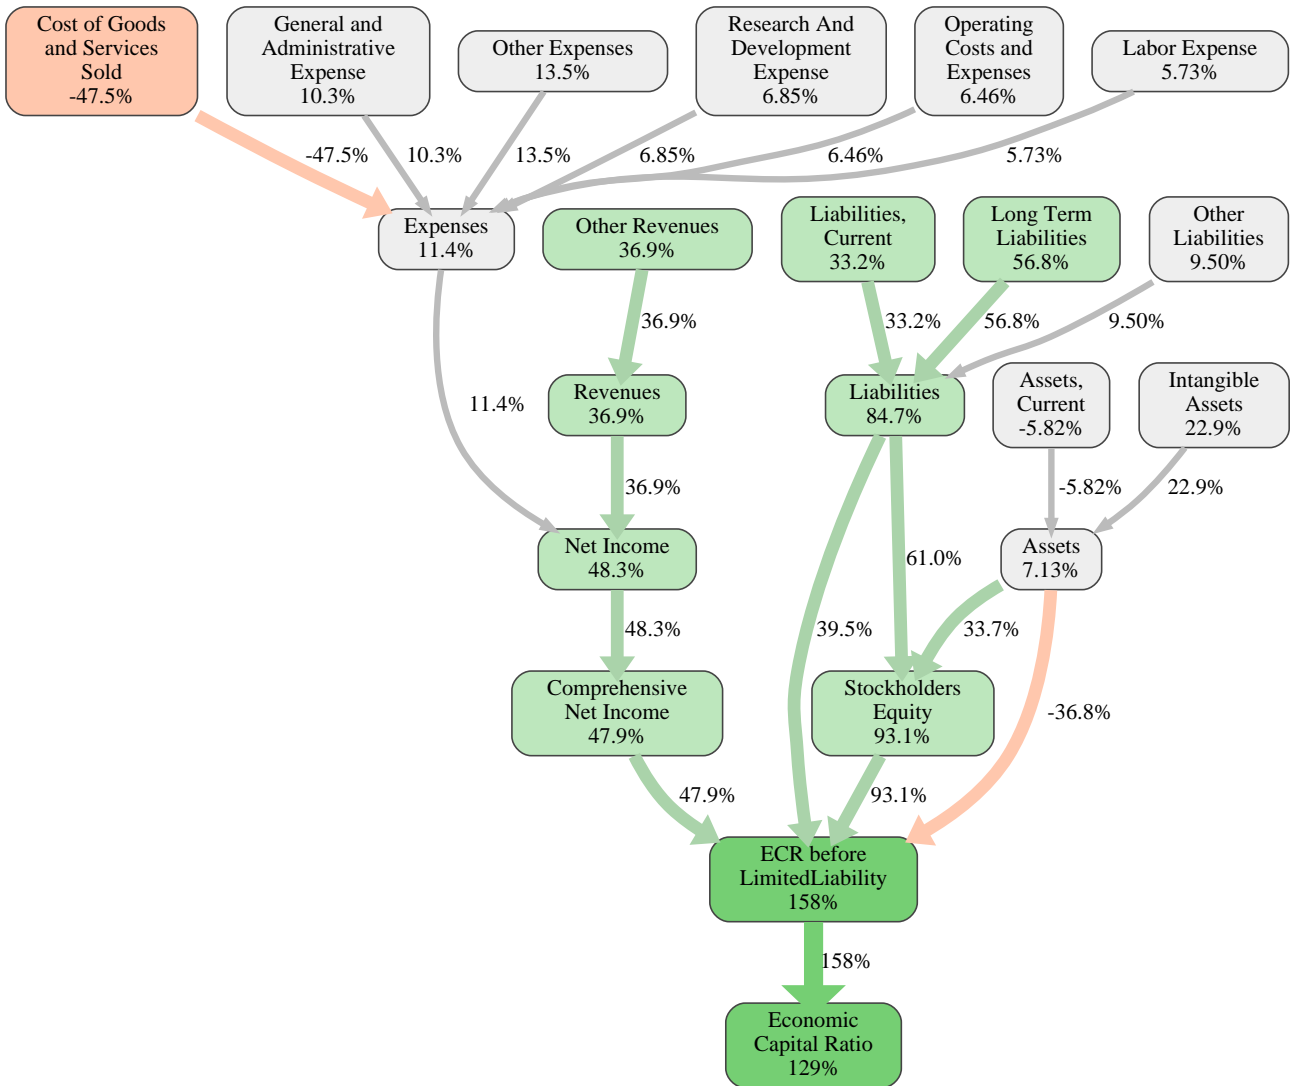 Cost of Goods
and Services
Sold
-47.5%
General and
Administrative
Expense
10.3%
Other Expenses
13.5%
Research And
Development
Expense
6.85%
Operating
Costs and
Expenses
6.46%
Labor Expense
5.73%
-47.5%
10.3%
13.5%
6.85%
6.46%
5.73%
Expenses
11.4%
Other Revenues
36.9%
Liabilities,
Current
33.2%
Long Term
Liabilities
56.8%
Other
Liabilities
9.50%
36.9%
33.2%
56.8%
9.50%
11.4%
Revenues
36.9%
Liabilities
84.7%
Assets,
Current
-5.82%
Intangible
Assets
22.9%
36.9%
-5.82%
22.9%
Net Income
48.3%
61.0%
Assets
7.13%
48.3%
39.5%
33.7%
Comprehensive
Net Income
47.9%
Stockholders
Equity
93.1%
-36.8%
47.9%
93.1%
ECR before
LimitedLiability
158%
158%
Economic
Capital Ratio
129%